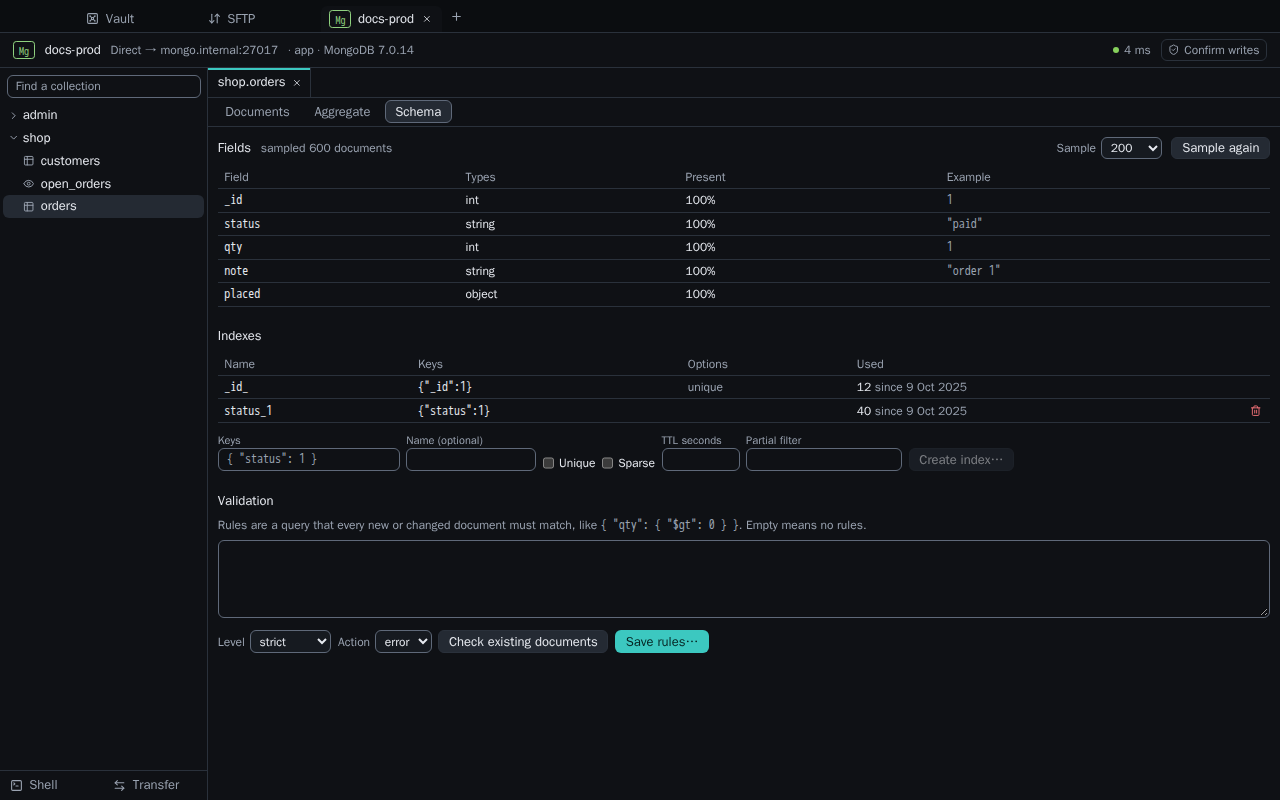 Vault
SFTP
Mg docs-prod × +
Mg docs-prod Direct → mongo.internal:27017 · app · MongoDB 7.0.14
4 ms
Confirm writes
Find a collection
admin
shop
customers
open_orders
orders
Shell
Transfer
shop.orders ×
Documents Aggregate Schema
Fields sampled 600 documents
Sample 200 Sample again
Field Types Present Example
_id int 100% 1
status string 100% "paid"
qty int 100% 1
note string 100% "order 1"
placed object 100%
Indexes
Name Keys Options Used
_id_ {"_id":1} unique 12 since 9 Oct 2025
status_1 {"status":1} 40 since 9 Oct 2025
Keys Name (optional) TTL seconds Partial filter
{ "status": 1 } Unique Sparse Create index···
Validation
Rules are a query that every new or changed document must match, like { "qty": { "$gt": 0 } }. Empty means no rules.
Level strict Action error Check existing documents Save rules···